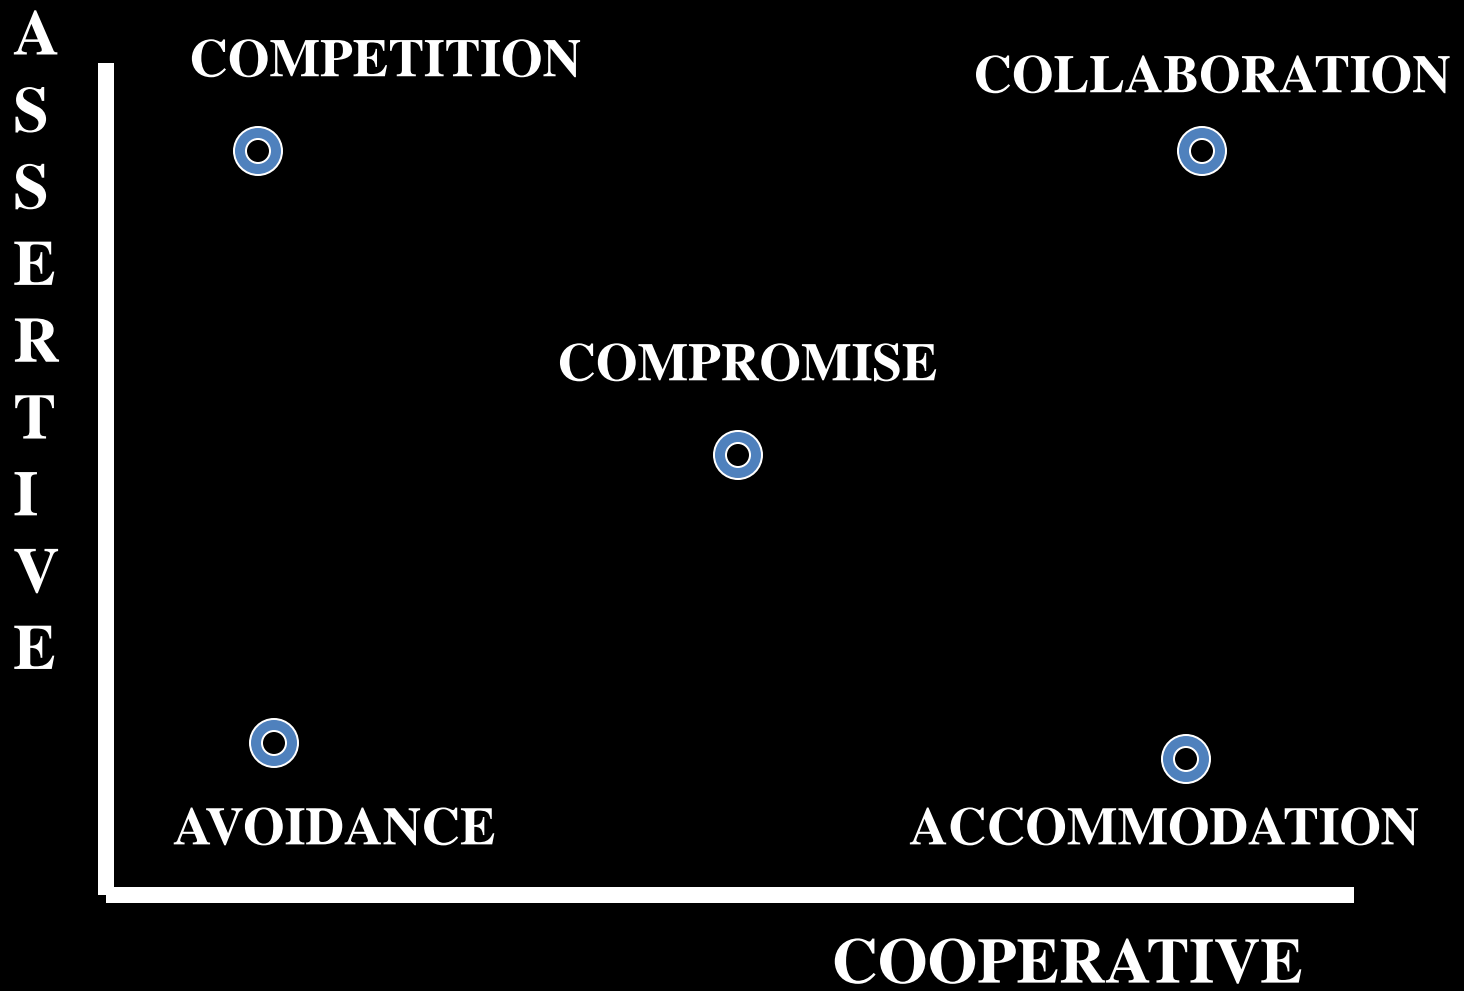 ASSERTIVE
COMPETITION
COLLABORATION
COMPROMISE
AVOIDANCE
ACCOMMODATION
COOPERATIVE